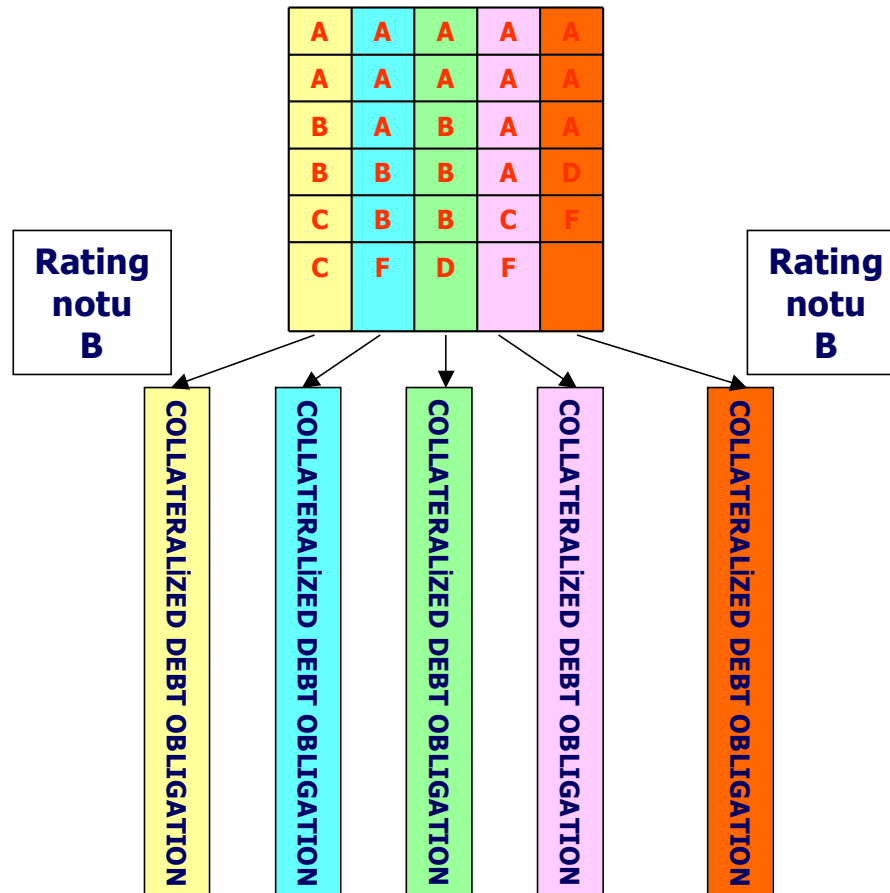 A A A A A
A A A A A
B A B A A
B B B A D
C B B C F
C F D F
Rating
notu
B
Rating
notu
B
COLLATERALİZED DEBT OBLIGATION
COLLATERALİZED DEBT OBLIGATION
COLLATERALİZED DEBT OBLIGATION
COLLATERALİZED DEBT OBLIGATION
COLLATERALİZED DEBT OBLIGATION